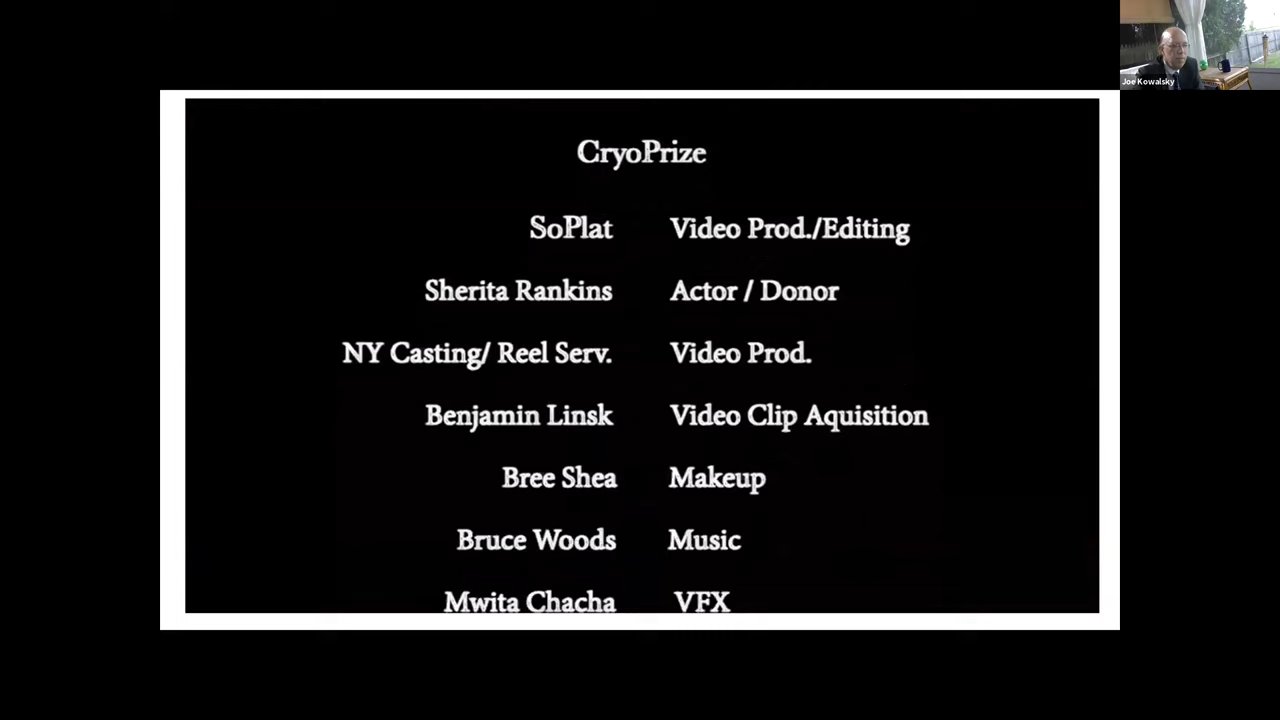 Joe Kowalsky
CryoPrize
SoPlat Video Prod./Editing
Sherita Rankins Actor / Donor
NY Casting/ Reel Serv. Video Prod.
Benjamin Linsk Video Clip Aquisition
Bree Shea Makeup
Bruce Woods Music
Mwita Chacha VFX